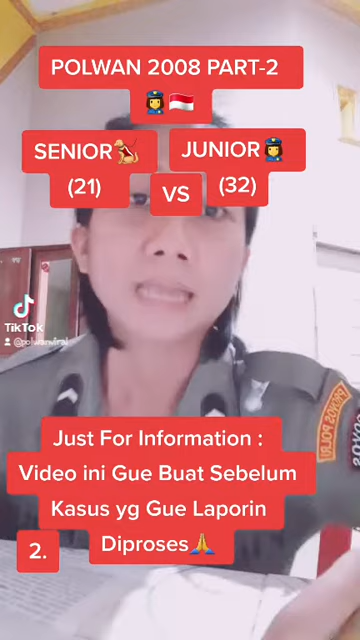 POLWAN 2008 PART-2
👮‍♀️🇮🇩
SENIOR🦮 JUNIOR👮‍♀️
(21) VS (32)
TikTok
@polwanviral
Just For Information :
Video ini Gue Buat Sebelum
Kasus yg Gue Laporin
Diproses🙏
2.